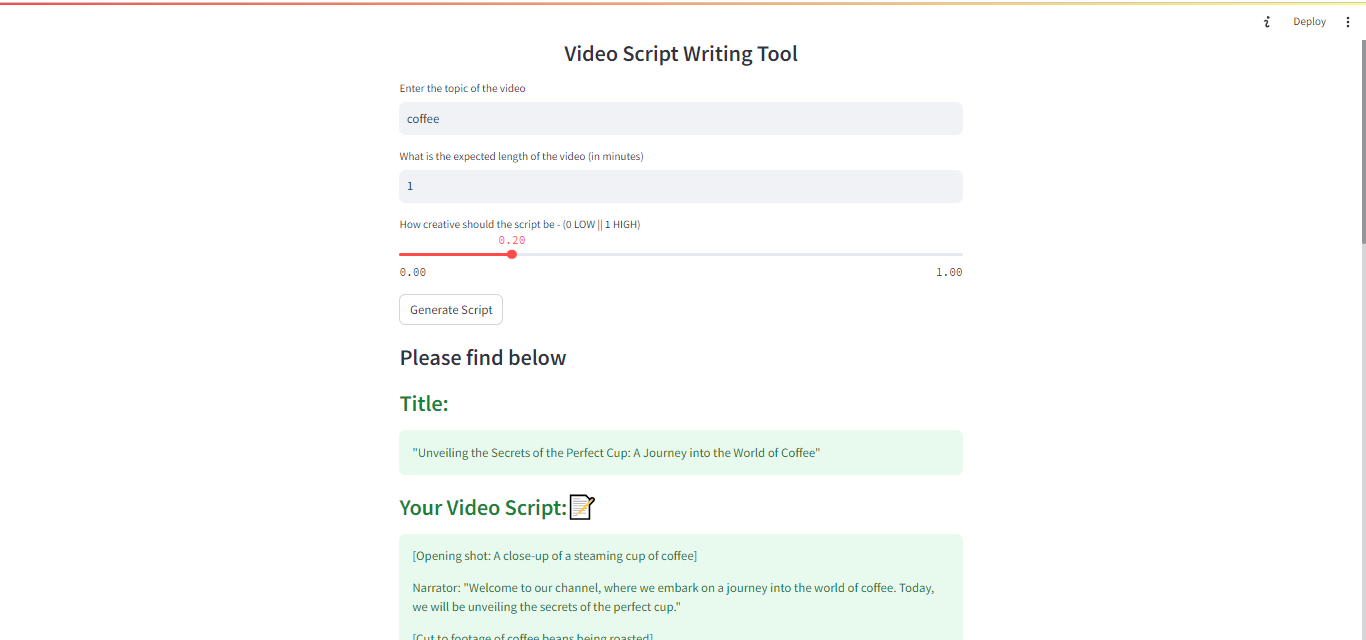 Deploy
Video Script Writing Tool
Enter the topic of the video
coffee
What is the expected length of the video (in minutes)
1
How creative should the script be - (0 LOW || 1 HIGH)
0.20
0.00 1.00
Generate Script
Please find below
Title:
"Unveiling the Secrets of the Perfect Cup: A Journey into the World of Coffee"
Your Video Script:📝
[Opening shot: A close-up of a steaming cup of coffee]
Narrator: "Welcome to our channel, where we embark on a journey into the world of coffee. Today,
we will be unveiling the secrets of the perfect cup."
[Cut to footage of coffee beans being roasted]